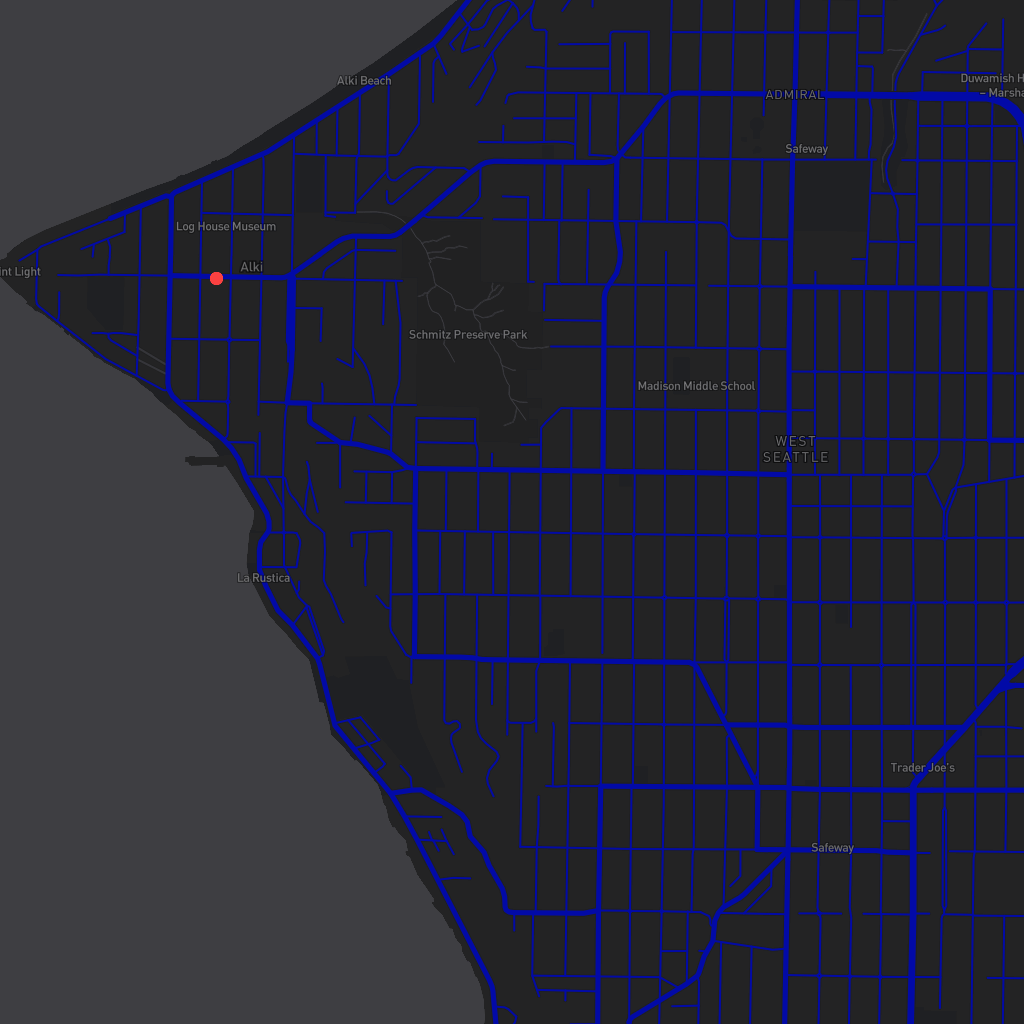 Alki Beach
Duwamish H
– Marsha
ADMIRAL
Safeway
Log House Museum
Alki
int Light
Schmitz Preserve Park
Madison Middle School
WEST
SEATTLE
La Rustica
Trader Joe's
Safeway